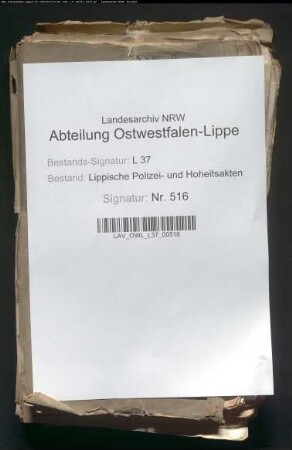 Landesarchiv NRW
Abteilung Ostwestfalen-Lippe
Bestands-Signatur: L 37
Bestand: Lippische Polizei- und Hoheitsakten
Signatur: Nr. 516
LAV_OWL_L37_00516